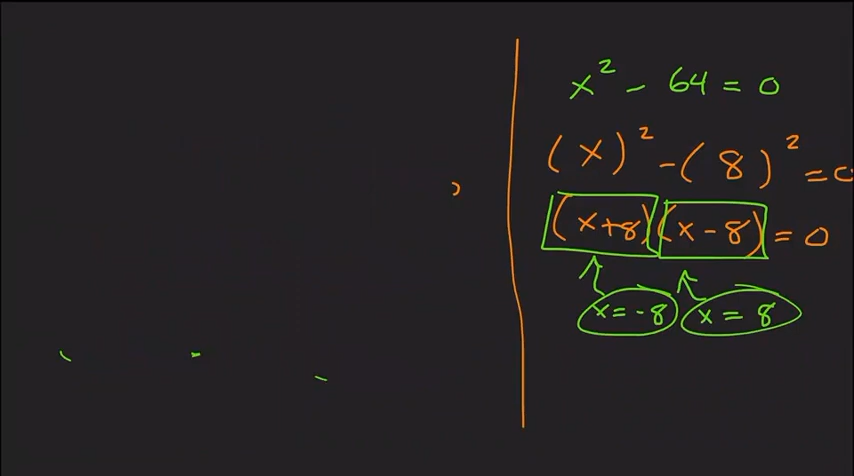 x² - 64 = 0
(x)² - (8)² = 0
(x+8)(x-8) = 0
x = -8 x = 8